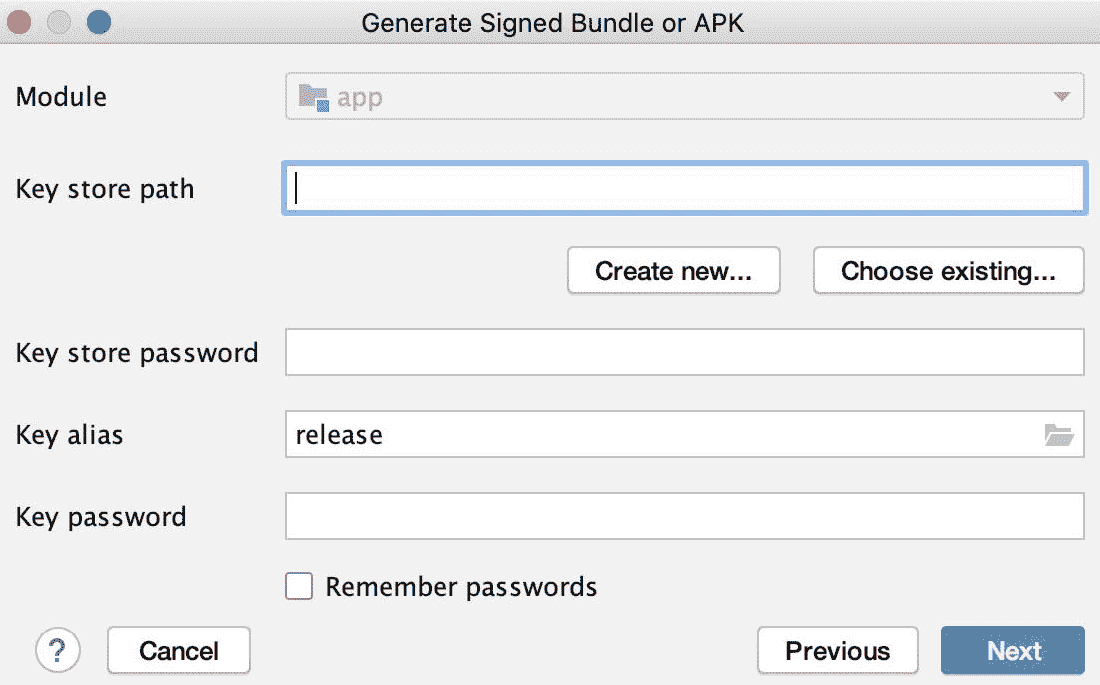 Generate Signed Bundle or APK
Module app
Key store path
Create new... Choose existing...
Key store password
Key alias release
Key password
Remember passwords
? Cancel Previous Next